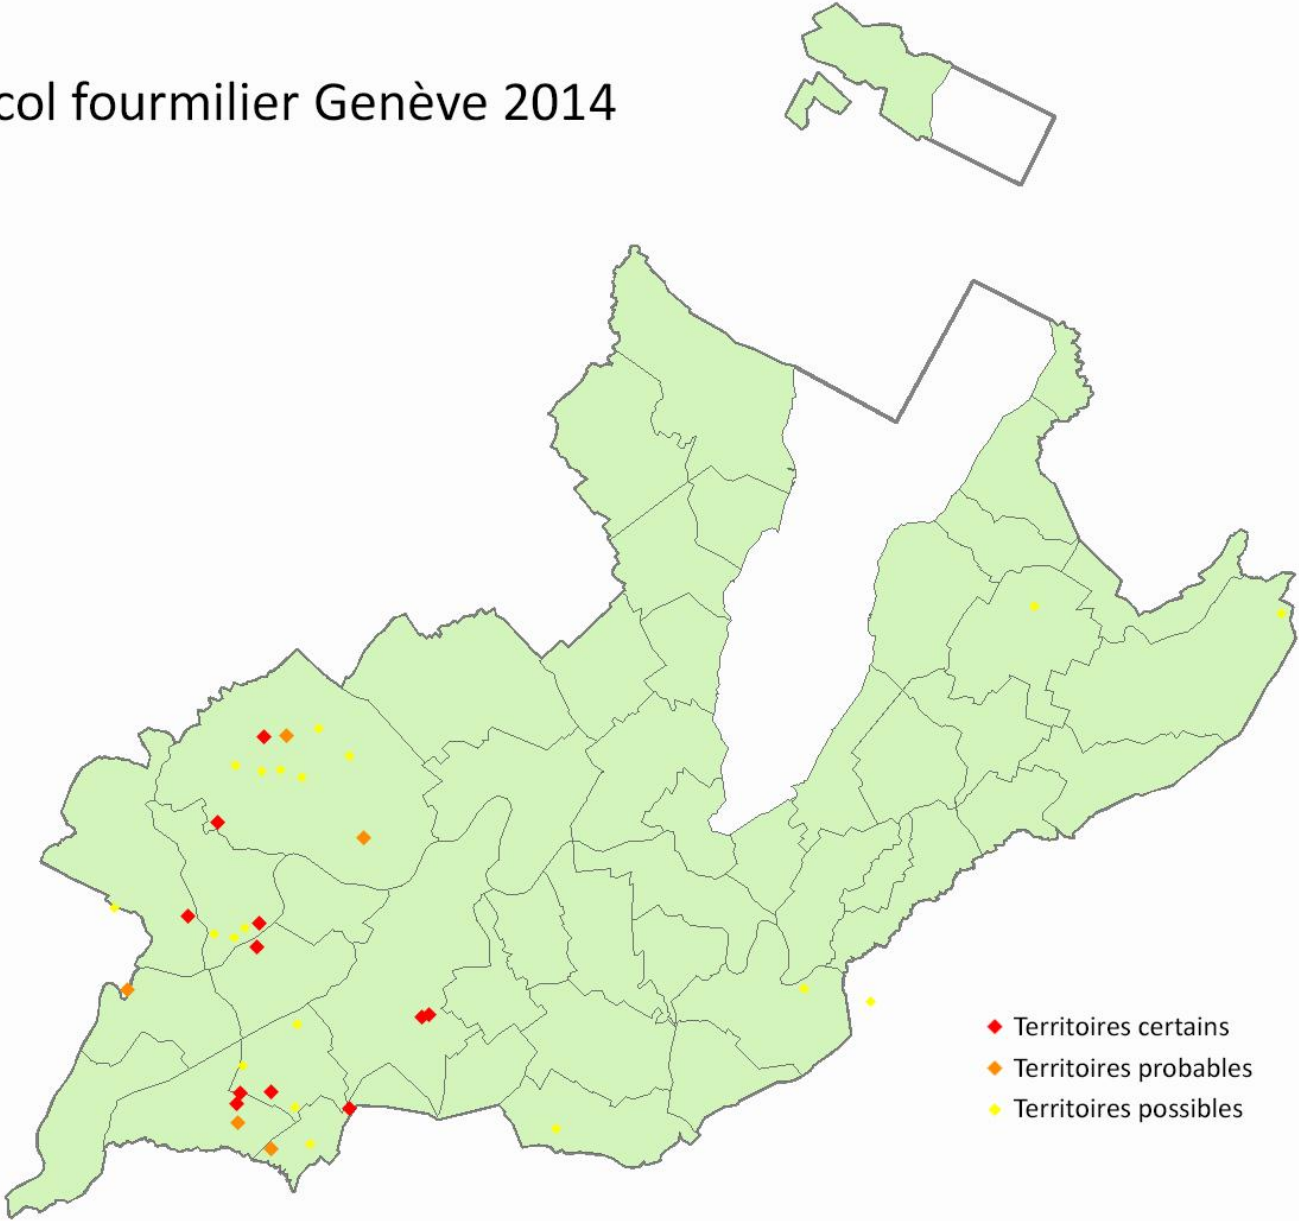 col fourmilier Genève 2014
Territoires certains
Territoires probables
Territoires possibles